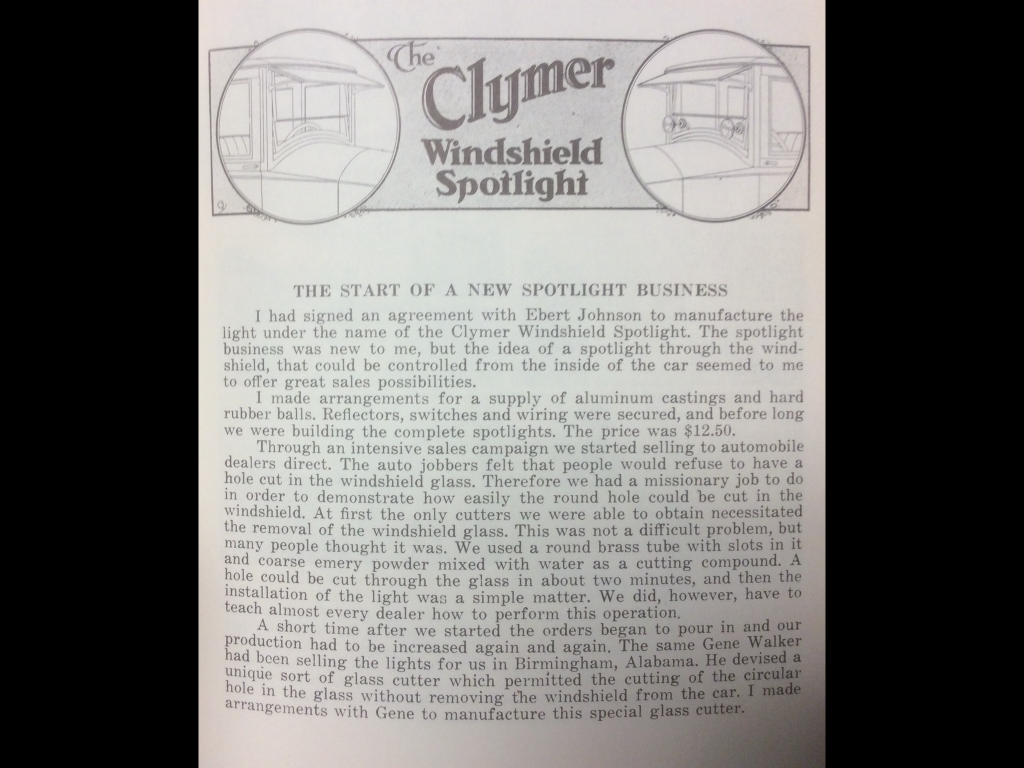 The
Clymer
Windshield
Spotlight
THE START OF A NEW SPOTLIGHT BUSINESS
I had signed an agreement with Ebert Johnson to manufacture the
light under the name of the Clymer Windshield Spotlight. The spotlight
business was new to me, but the idea of a spotlight through the wind-
shield, that could be controlled from the inside of the car seemed to me
to offer great sales possibilities.
I made arrangements for a supply of aluminum castings and hard
rubber balls. Reflectors, switches and wiring were secured, and before long
we were building the complete spotlights. The price was $12.50.
Through an intensive sales campaign we started selling to automobile
dealers direct. The auto jobbers felt that people would refuse to have a
hole cut in the windshield glass. Therefore we had a missionary job to do
in order to demonstrate how easily the round hole could be cut in the
windshield. At first the only cutters we were able to obtain necessitated
the removal of the windshield glass. This was not a difficult problem, but
many people thought it was. We used a round brass tube with slots in it
and coarse emery powder mixed with water as a cutting compound. A
hole could be cut through the glass in about two minutes, and then the
installation of the light was a simple matter. We did, however, have to
teach almost every dealer how to perform this operation.
A short time after we started the orders began to pour in and our
production had to be increased again and again. The same Gene Walker
had been selling the lights for us in Birmingham, Alabama. He devised a
unique sort of glass cutter which permitted the cutting of the circular
hole in the glass without removing the windshield from the car. I made
arrangements with Gene to manufacture this special glass cutter.